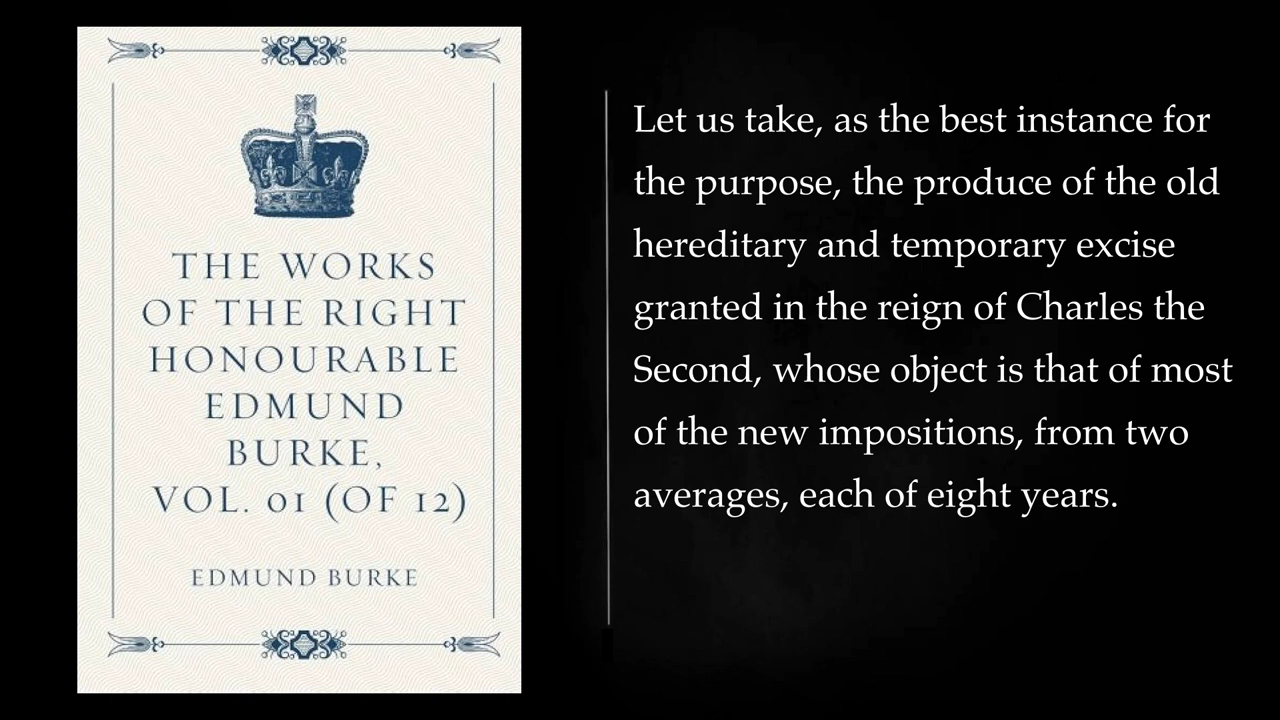 THE WORKS
OF THE RIGHT
HONOURABLE
EDMUND
BURKE,
VOL. 01 (OF 12)
EDMUND BURKE
Let us take, as the best instance for
the purpose, the produce of the old
hereditary and temporary excise
granted in the reign of Charles the
Second, whose object is that of most
of the new impositions, from two
averages, each of eight years.